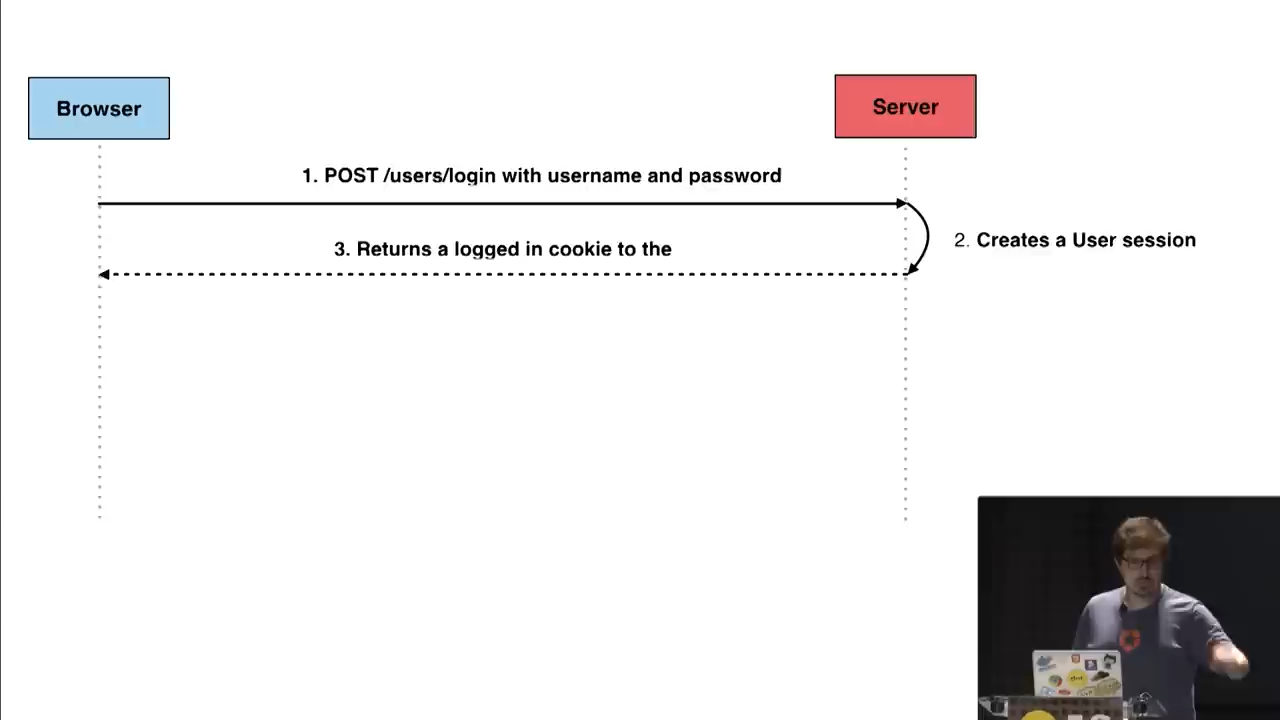 Browser
Server
1. POST /users/login with username and password
2. Creates a User session
3. Returns a logged in cookie to the